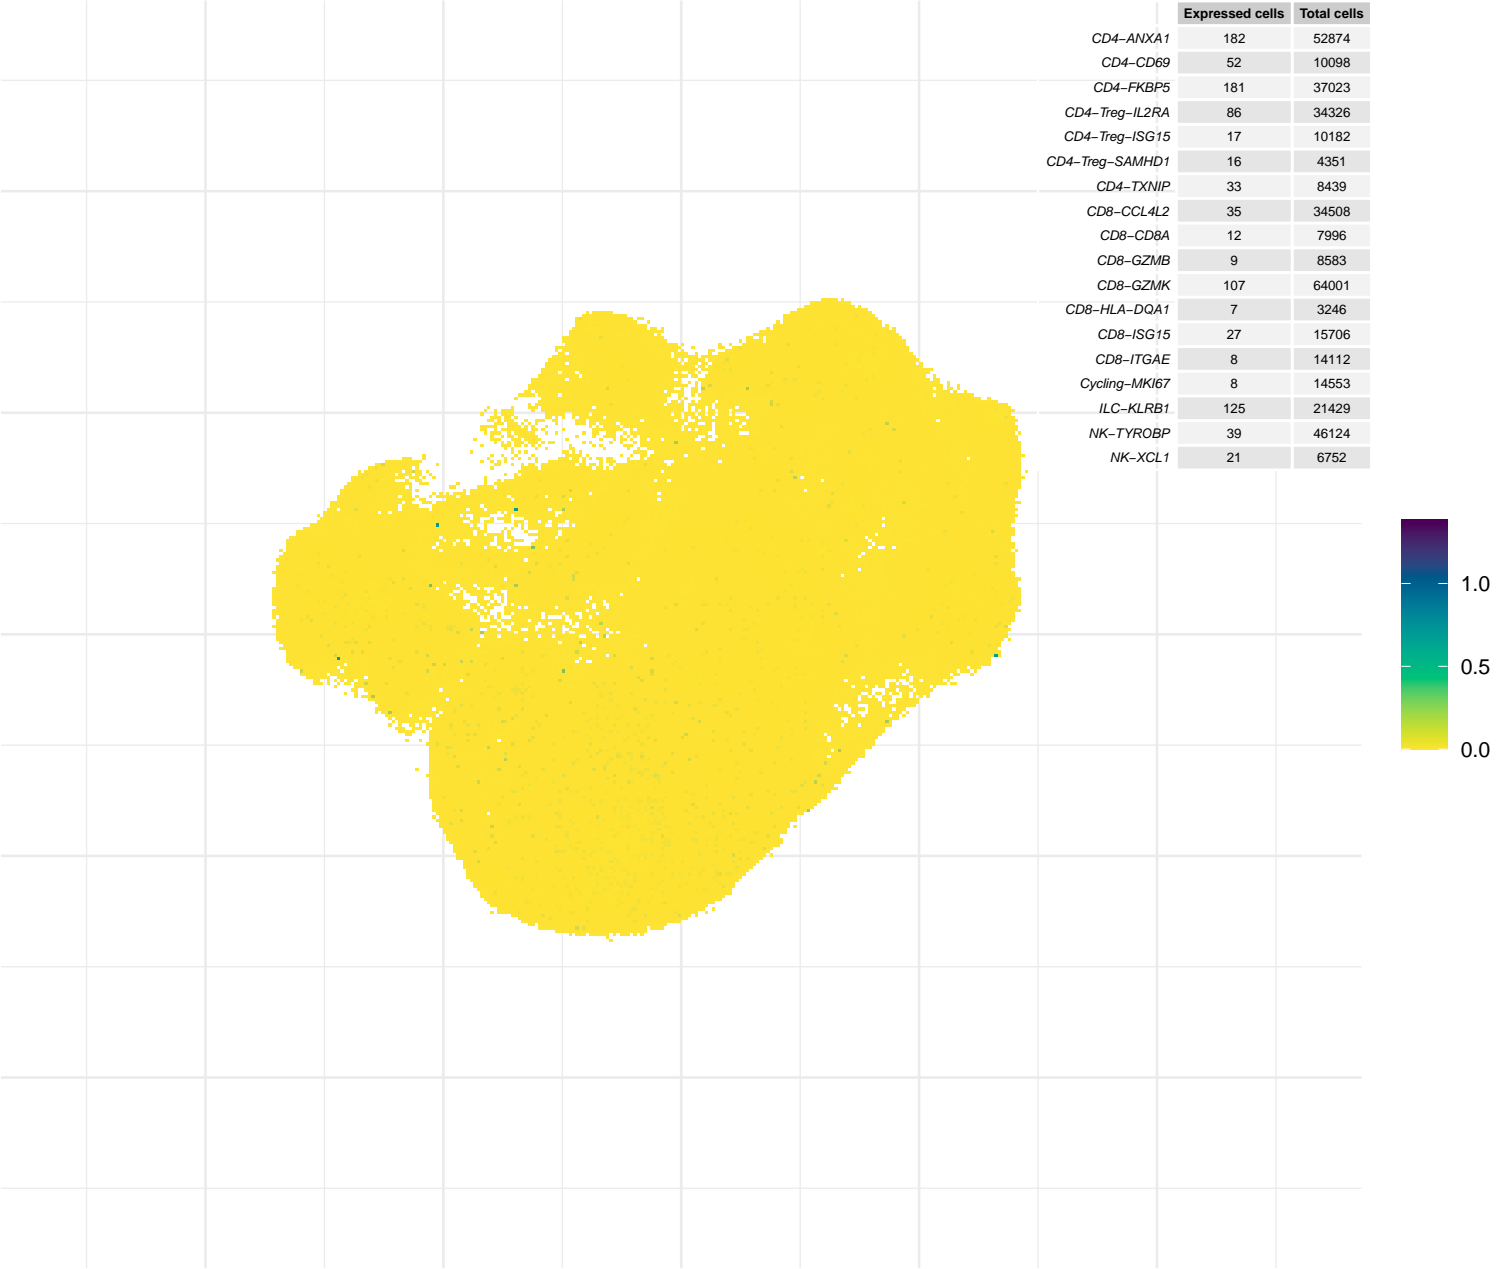 Expressed cells Total cells
CD4−ANXA1 182 52874
CD4−CD69 52 10098
CD4−FKBP5 181 37023
CD4−Treg−IL2RA 86 34326
CD4−Treg−ISG15 17 10182
CD4−Treg−SAMHD1 16 4351
CD4−TXNIP 33 8439
CD8−CCL4L2 35 34508
CD8−CD8A 12 7996
CD8−GZMB 9 8583
CD8−GZMK 107 64001
CD8−HLA−DQA1 7 3246
CD8−ISG15 27 15706
CD8−ITGAE 8 14112
Cycling−MKI67 8 14553
ILC−KLRB1 125 21429
NK−TYROBP 39 46124
NK−XCL1 21 6752
1.0
0.5
0.0